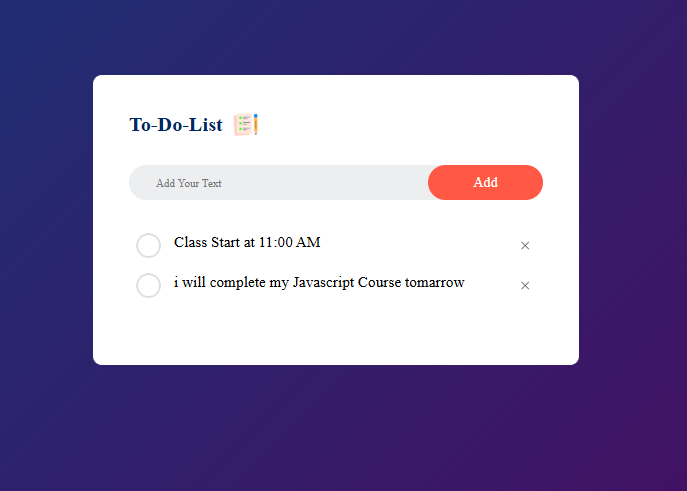 To-Do-List
Add Your Text
Add
Class Start at 11:00 AM
i will complete my Javascript Course tomarrow